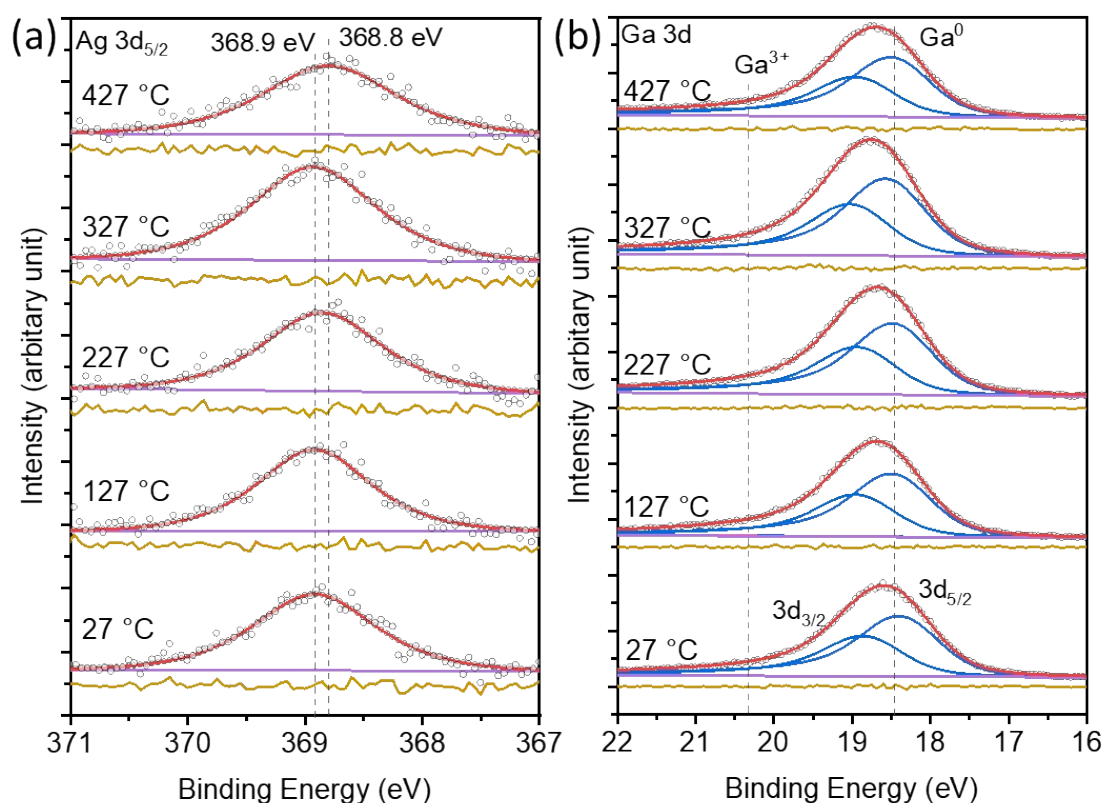 (a)
Ag 3d5/2
368.9 eV
368.8 eV
427 °C
327 °C
227 °C
127 °C
27 °C
Intensity (arbitary unit)
371
370
369
368
367
Binding Energy (eV)
(b)
Ga 3d
Ga3+
Ga0
427 °C
327 °C
227 °C
127 °C
3d3/2
3d5/2
27 °C
Intensity (arbitary unit)
22
21
20
19
18
17
16
Binding Energy (eV)